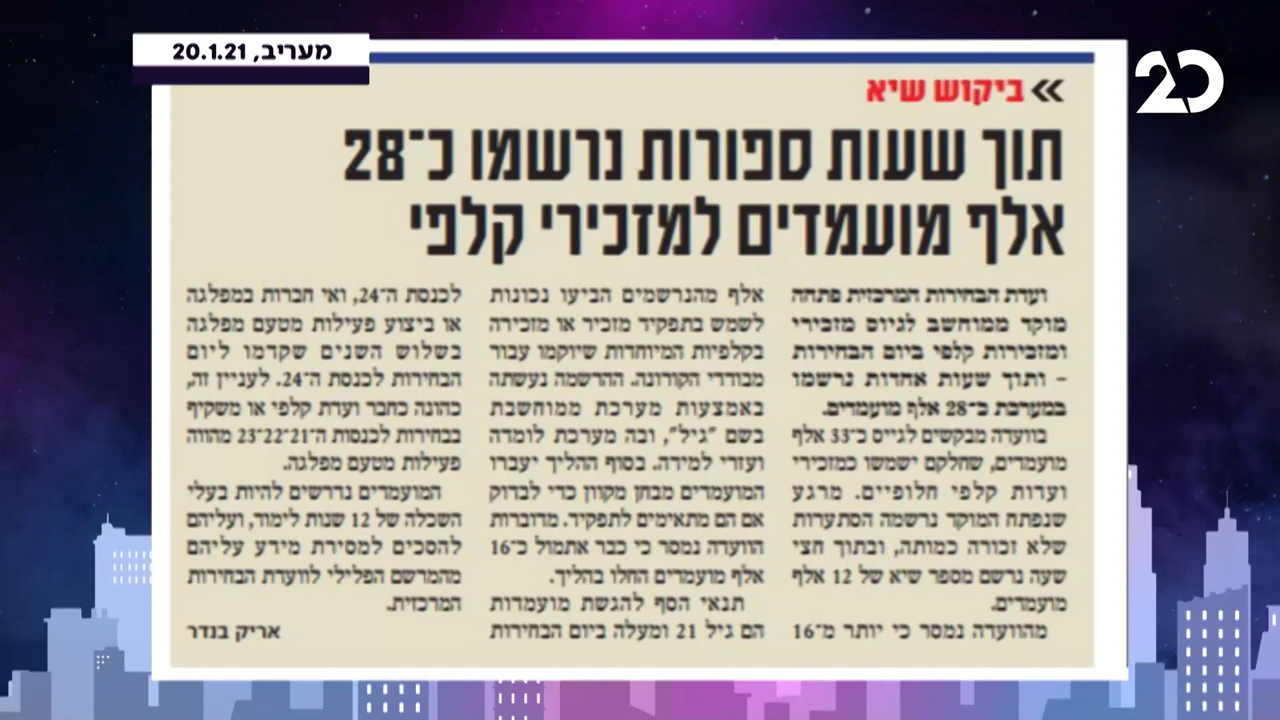 מעריב, 20.1.21
20
>> ביקוש שיא
תוך שעות ספורות נרשמו כ־28
אלף מועמדים למזכירי קלפי
ועדת הבחירות המרכזית פתחה
מוקד ממוחשב לגיוס מזכירי
ומזכירות קלפי ביום הבחירות
– ותוך שעות אחדות נרשמו
במערכת כ־28 אלף מועמדים.
בוועדה מבקשים לגייס כ־33 אלף
מועמדים, שחלקם ישמשו כמזכירי
ועדות קלפי חלופיים. מרגע
שנפתח המוקד נרשמה הסתערות
שלא זכורה כמותה, ובתוך חצי
שעה נרשם מספר שיא של 12 אלף
מועמדים.
מהוועדה נמסר כי יותר מ־16
אלף מהנרשמים הביעו נכונות
לשמש בתפקיד מזכיר או מזכירה
בקלפיות המיוחדות שיוקמו עבור
מבודדי הקורונה. ההרשמה נעשתה
באמצעות מערכת ממוחשבת
בשם "גיל", ובה מערכת לומדה
ועזרי למידה. בסוף ההליך יעברו
המועמדים מבחן מקוון כדי לבדוק
אם הם מתאימים לתפקיד. מדוברות
הוועדה נמסר כי כבר אתמול כ־16
אלף מועמדים החלו בהליך.
תנאי הסף להגשת מועמדות
הם גיל 21 ומעלה ביום הבחירות
לכנסת ה־24, ואי חברות במפלגה
או ביצוע פעילות מטעם מפלגה
בשלוש השנים שקדמו ליום
הבחירות לכנסת ה־24. לעניין זה,
כהונה כחבר ועדת קלפי או משקיף
בבחירות לכנסות ה־21־22־23 מהווה
פעילות מטעם מפלגה.
המועמדים נדרשים להיות בעלי
השכלה של 12 שנות לימוד, ועליהם
להסכים למסירת מידע עליהם
מהמרשם הפלילי לוועדת הבחירות
המרכזית.
אריק בנדר